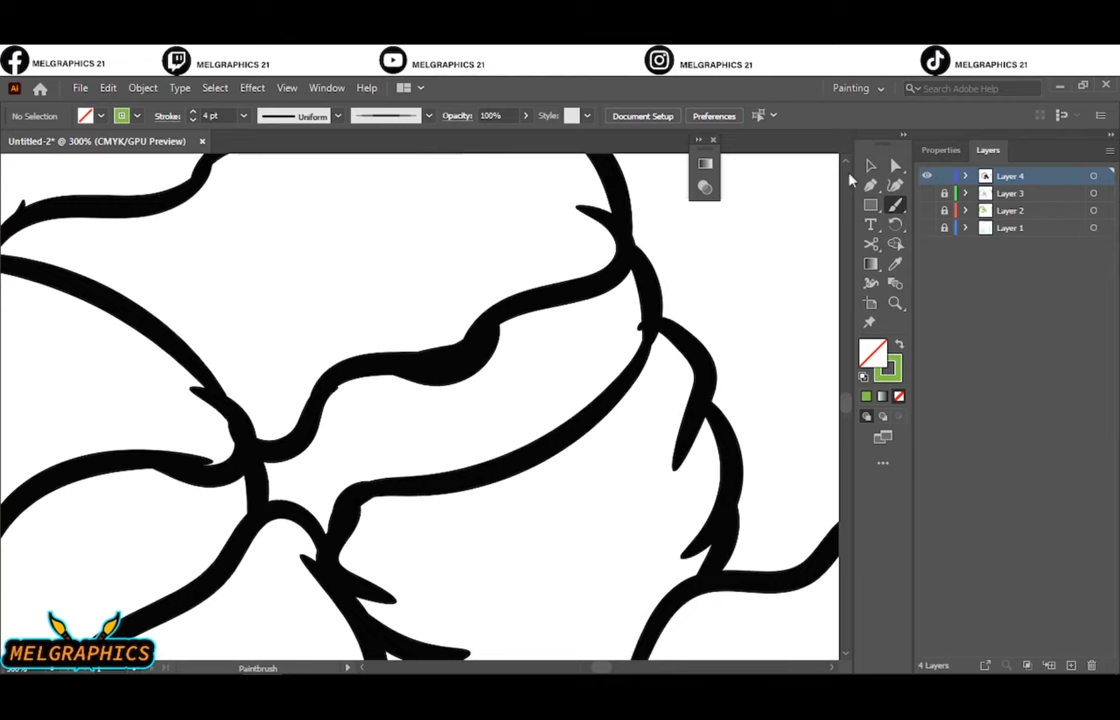 MELGRAPHICS 21
MELGRAPHICS 21
MELGRAPHICS 21
MELGRAPHICS 21
MELGRAPHICS 21
Ai File Edit Object Type Select Effect View Window Help Painting Search Adobe Help
No Selection Stroke: 4 pt Uniform Opacity: 100% Style: Document Setup Preferences
Untitled-2* @ 300% (CMYK/GPU Preview)
Properties Layers
Layer 4
Layer 3
Layer 2
Layer 1
MELGRAPHICS
Paintbrush
4 Layers